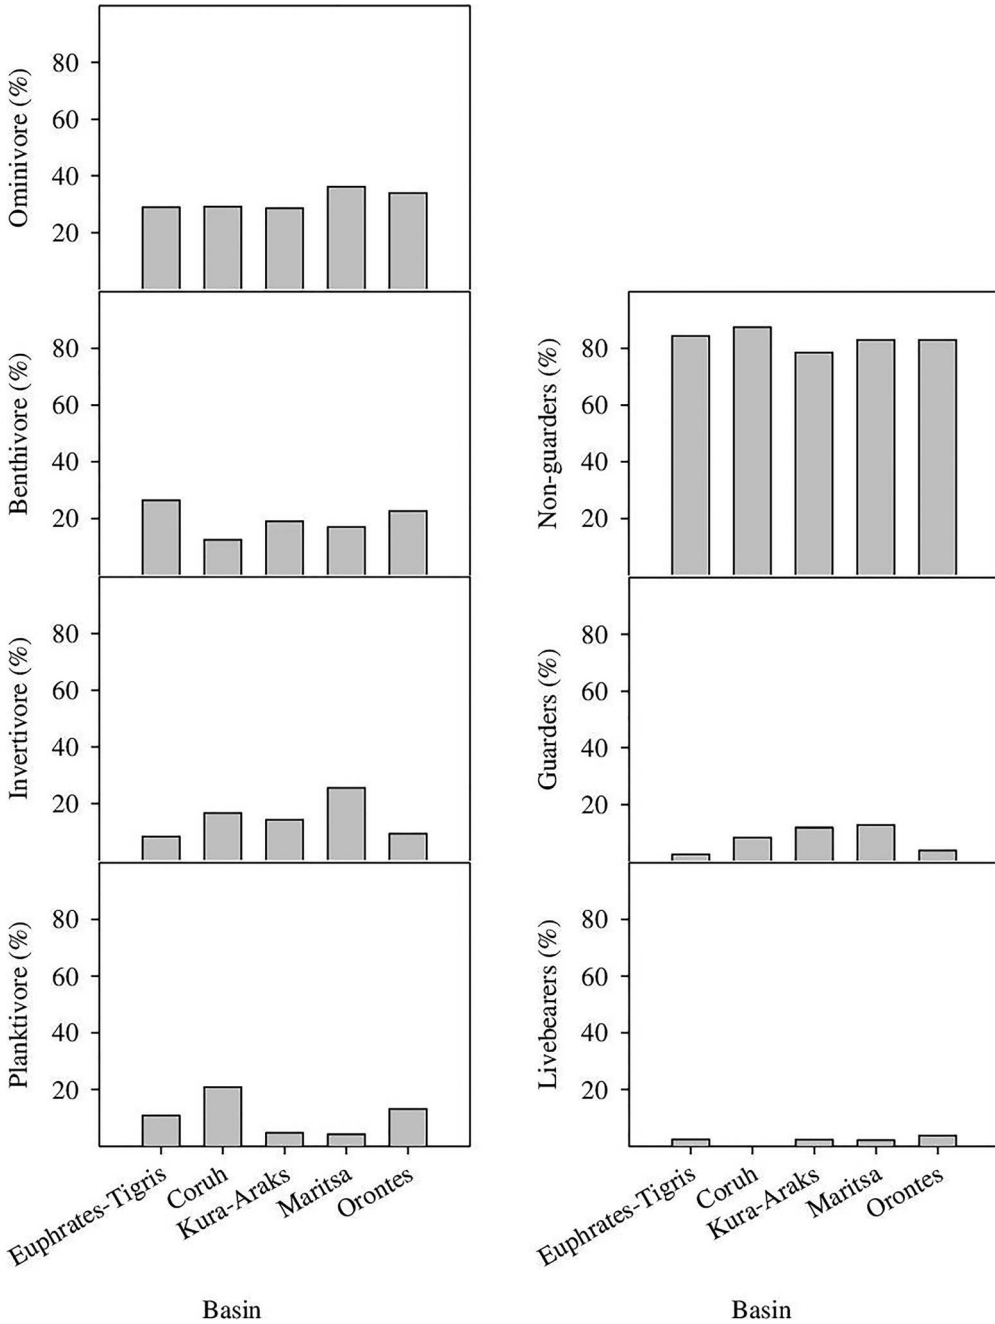 Ominivore (%)
80
60
40
20
Benthivore (%)
80
60
40
20
Invertivore (%)
80
60
40
20
Planktivore (%)
80
60
40
20
Euphrates-Tigris
Coruh
Kura-Araks
Maritsa
Orontes
Basin
Non-guarders (%)
80
60
40
20
Guarders (%)
80
60
40
20
Livebearers (%)
80
60
40
20
Euphrates-Tigris
Coruh
Kura-Araks
Maritsa
Orontes
Basin